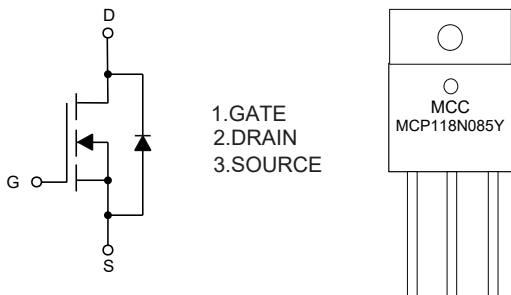 D
G
S
1.GATE
2.DRAIN
3.SOURCE
MCC
MCP118N085Y